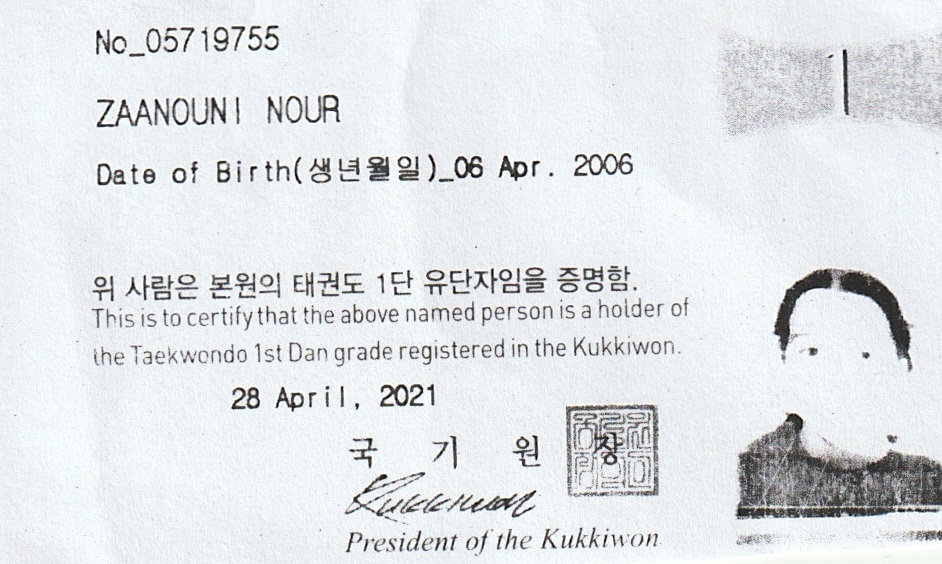 No_05719755
ZAANOUNI NOUR
Date of Birth(생년월일)_06 Apr. 2006
위 사람은 본원의 태권도 1단 유단자임을 증명함.
This is to certify that the above named person is a holder of
the Taekwondo 1st Dan grade registered in the Kukkiwon.
28 April, 2021
국 기 원 장
Kukkiwon
President of the Kukkiwon